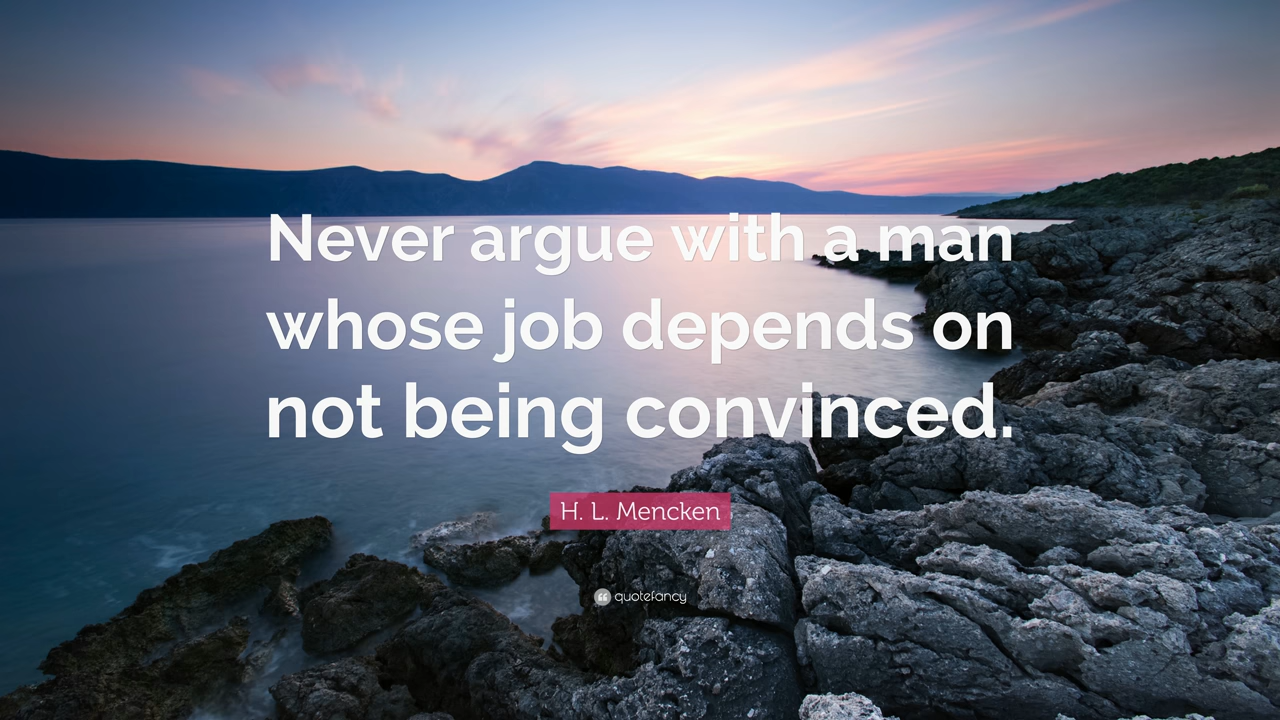 Never argue with a man
whose job depends on
not being convinced.
H. L. Mencken
quotefancy